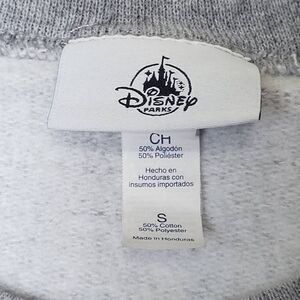 Disney
PARKS
CH
50% Algodón
50% Poliéster
Hecho en
Honduras con
insumos importados
S
50% Cotton
50% Polyester
Made in Honduras